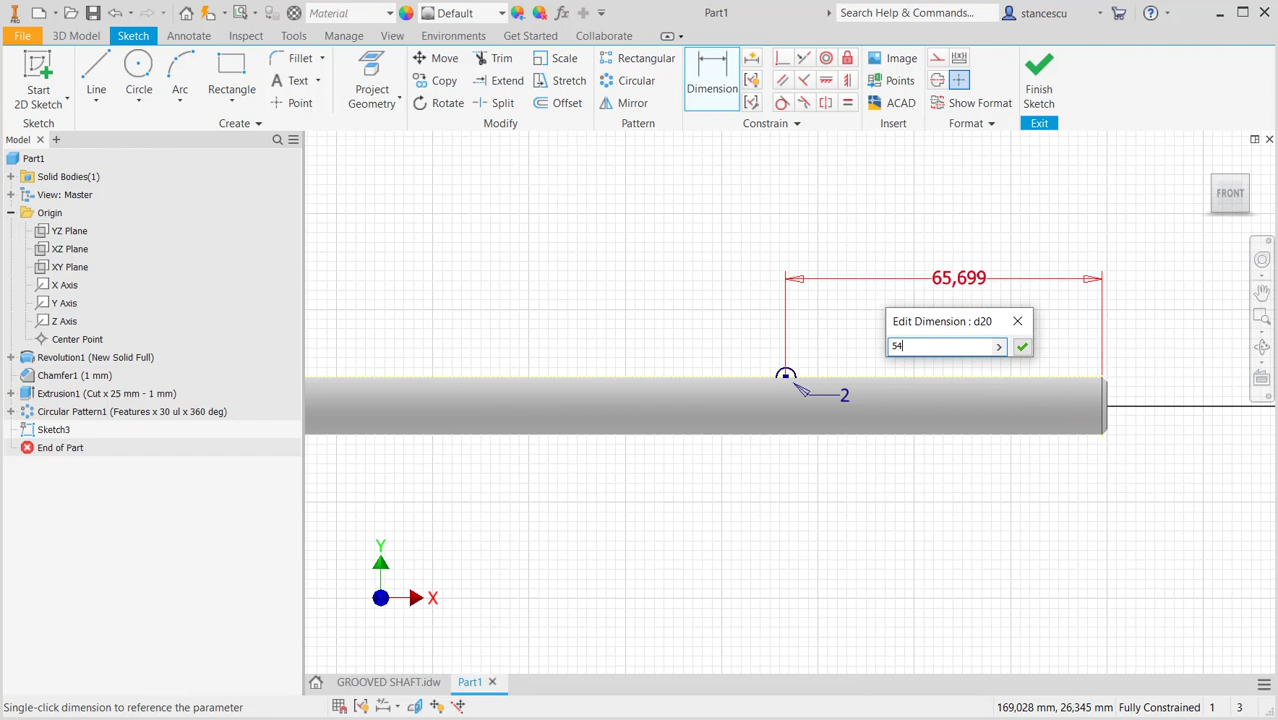 PRO
Material
Default
fx
Part1
Search Help & Commands...
stancescu
File
3D Model
Sketch
Annotate
Inspect
Tools
Manage
View
Environments
Get Started
Collaborate
Start
2D Sketch
Line
Circle
Arc
Rectangle
Fillet
Text
Point
Project
Geometry
Move
Copy
Rotate
Trim
Extend
Split
Scale
Stretch
Offset
Rectangular
Circular
Mirror
Dimension
Image
Points
ACAD
Show Format
Finish
Sketch
Sketch
Create
Modify
Pattern
Constrain
Insert
Format
Exit
Model
Part1
Solid Bodies(1)
View: Master
Origin
YZ Plane
XZ Plane
XY Plane
X Axis
Y Axis
Z Axis
Center Point
Revolution1 (New Solid Full)
Chamfer1 (1 mm)
Extrusion1 (Cut x 25 mm - 1 mm)
Circular Pattern1 (Features x 30 ul x 360 deg)
Sketch3
End of Part
FRONT
65,699
Edit Dimension : d20
54
2
Y
X
GROOVED SHAFT.idw
Part1
Single-click dimension to reference the parameter
169,028 mm, 26,345 mm
Fully Constrained
1
3